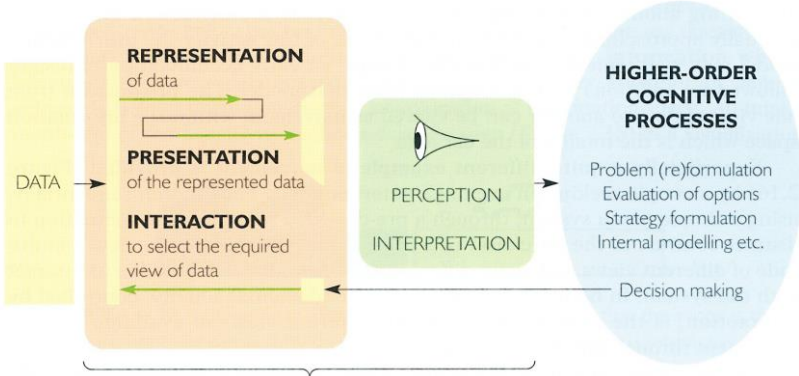 DATA
REPRESENTATION
of data
PRESENTATION
of the represented data
INTERACTION
to select the required
view of data
PERCEPTION
INTERPRETATION
HIGHER-ORDER
COGNITIVE
PROCESSES
Problem (re)formulation
Evaluation of options
Strategy formulation
Internal modelling etc.
Decision making